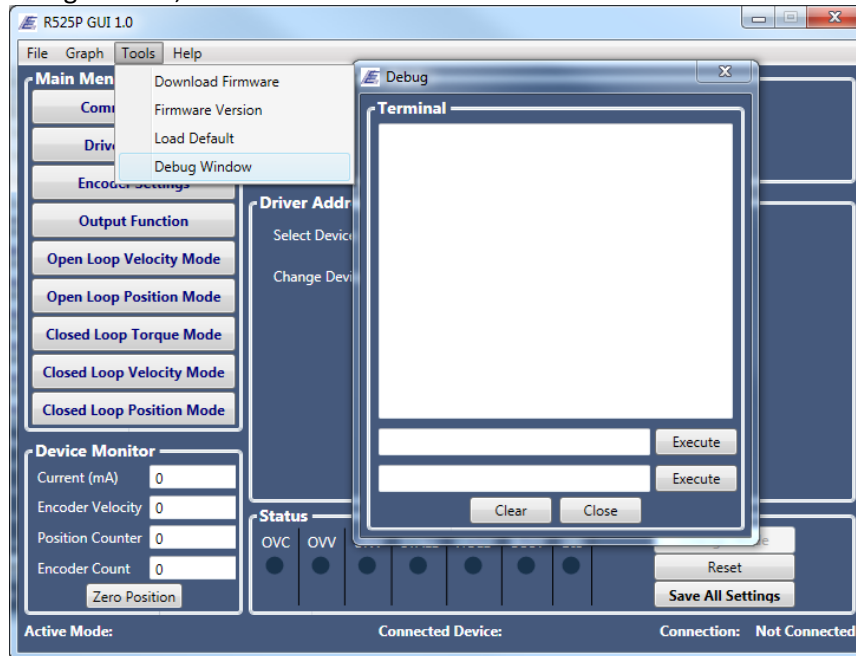 R525P GUI 1.0
File Graph Tools Help
Download Firmware
Firmware Version
Load Default
Debug Window
Main Men
Output Function
Open Loop Velocity Mode
Open Loop Position Mode
Closed Loop Torque Mode
Closed Loop Velocity Mode
Closed Loop Position Mode
Device Monitor
Current (mA) 0
Encoder Velocity 0
Position Counter 0
Encoder Count 0
Zero Position
Driver Addr
Select Device
Change Devi
Debug
Terminal
Execute
Execute
Clear Close
Status
OVC OVV
Reset
Save All Settings
Active Mode: Connected Device: Connection: Not Connected